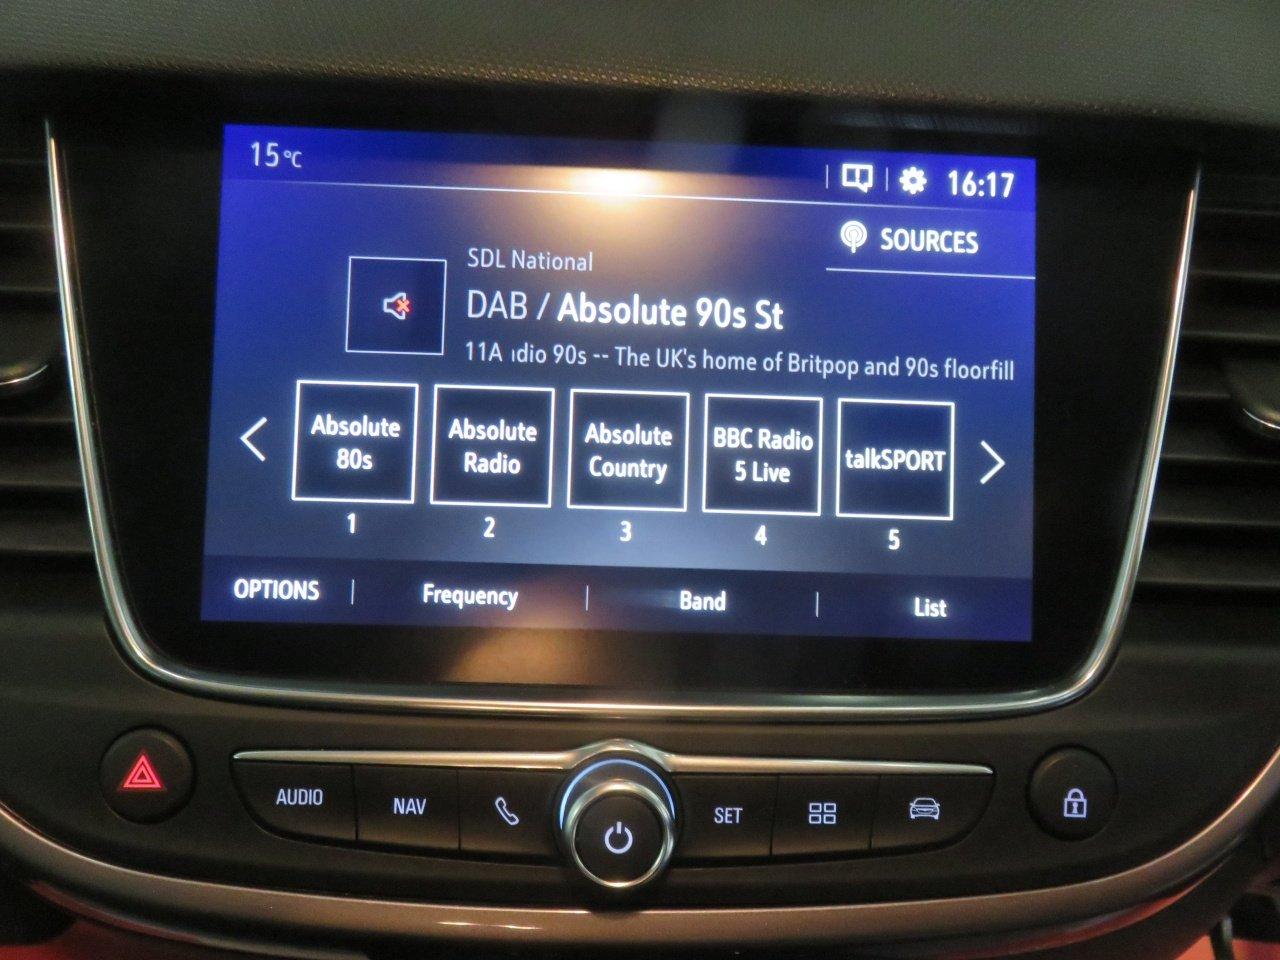 15°C
16:17
SOURCES
SDL National
DAB / Absolute 90s St
11A dio 90s -- The UK's home of Britpop and 90s floorfill
Absolute
80s
Absolute
Radio
Absolute
Country
BBC Radio
5 Live
talkSPORT
1 2 3 4 5
OPTIONS | Frequency | Band | List
AUDIO NAV SET